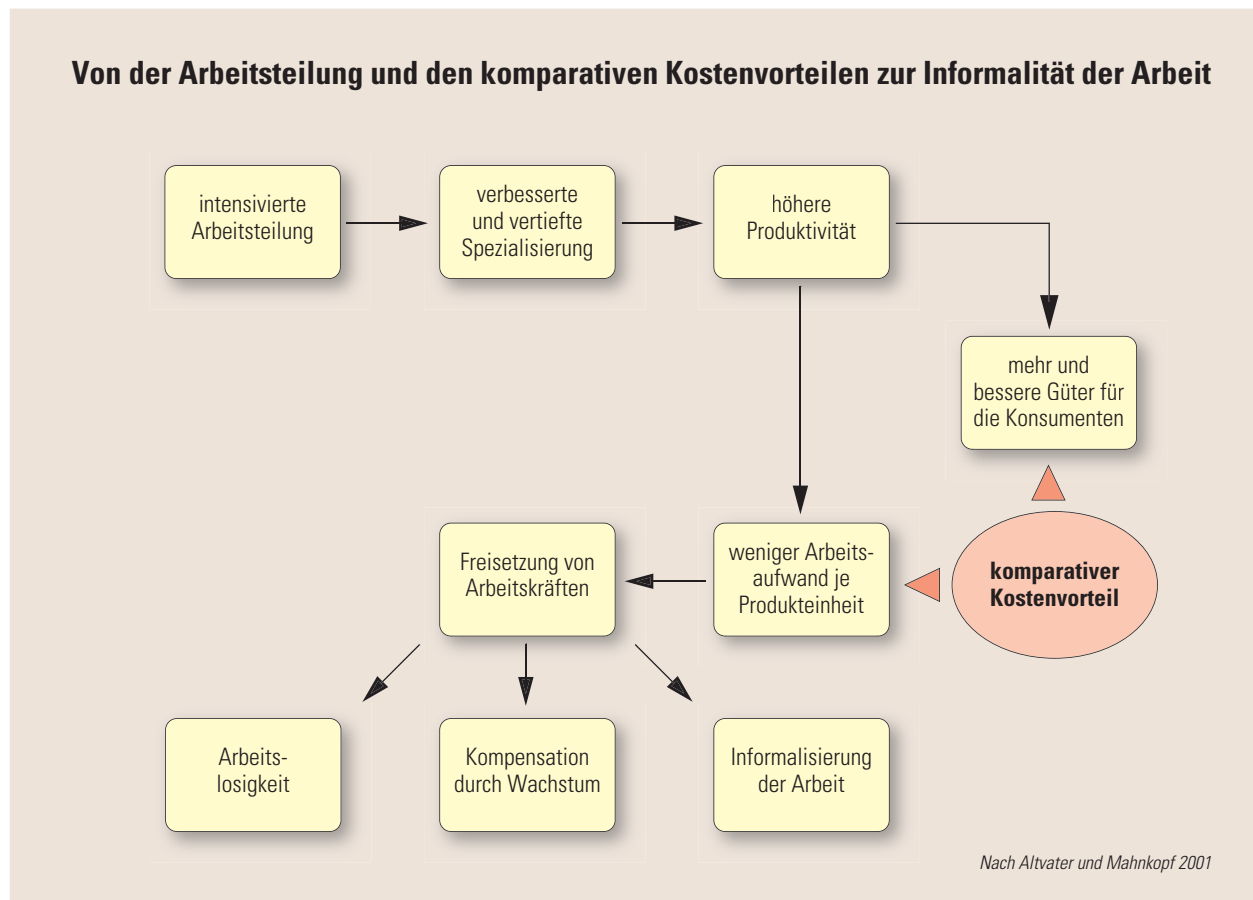 Von der Arbeitsteilung und den komparativen Kostenvorteilen zur Informalität der Arbeit
intensivierte
Arbeitsteilung
verbesserte
und vertiefte
Spezialisierung
höhere
Produktivität
mehr und
bessere Güter für
die Konsumenten
Freisetzung von
Arbeitskräften
weniger Arbeits-
aufwand je
Produkteinheit
komparativer
Kostenvorteil
Arbeits-
losigkeit
Kompensation
durch Wachstum
Informalisierung
der Arbeit
Nach Altvater und Mahnkopf 2001